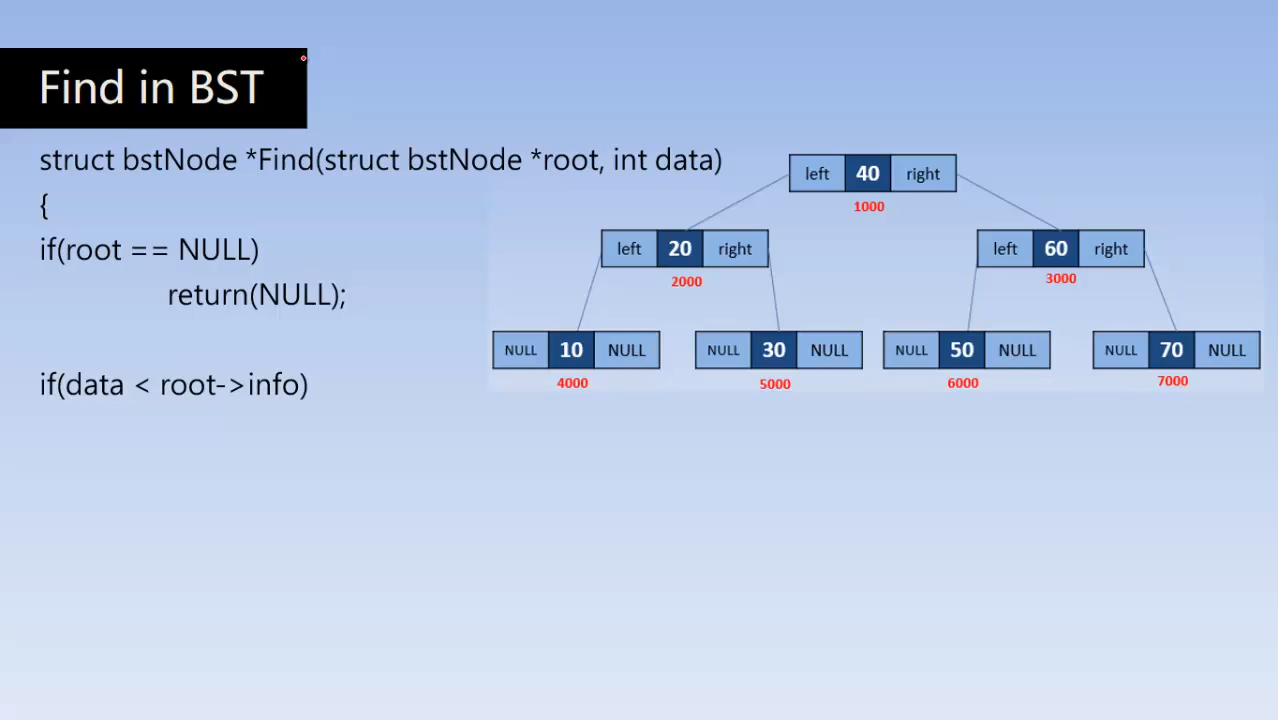 Find in BST
struct bstNode *Find(struct bstNode *root, int data)
{
if(root == NULL)
return(NULL);
if(data < root->info)
left 40 right
1000
left 20 right
2000
left 60 right
3000
NULL 10 NULL
4000
NULL 30 NULL
5000
NULL 50 NULL
6000
NULL 70 NULL
7000